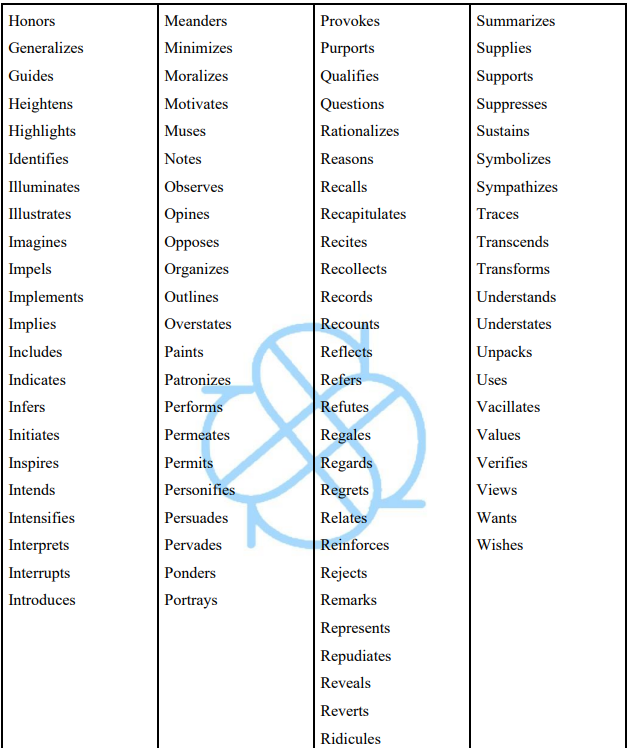 Honors
Generalizes
Guides
Heightens
Highlights
Identifies
Illuminates
Illustrates
Imagines
Impels
Implements
Implies
Includes
Indicates
Infers
Initiates
Inspires
Intends
Intensifies
Interprets
Interrupts
Introduces
Meanders
Minimizes
Moralizes
Motivates
Muses
Notes
Observes
Opines
Opposes
Organizes
Outlines
Overstates
Paints
Patronizes
Performs
Permeates
Permits
Personifies
Persuades
Pervades
Ponders
Portrays
Provokes
Purports
Qualifies
Questions
Rationalizes
Reasons
Recalls
Recapitulates
Recites
Recollects
Records
Recounts
Reflects
Refers
Refutes
Regales
Regards
Regrets
Relates
Reinforces
Rejects
Remarks
Represents
Repudiates
Reveals
Reverts
Ridicules
Summarizes
Supplies
Supports
Suppresses
Sustains
Symbolizes
Sympathizes
Traces
Transcends
Transforms
Understands
Understates
Unpacks
Uses
Vacillates
Values
Verifies
Views
Wants
Wishes